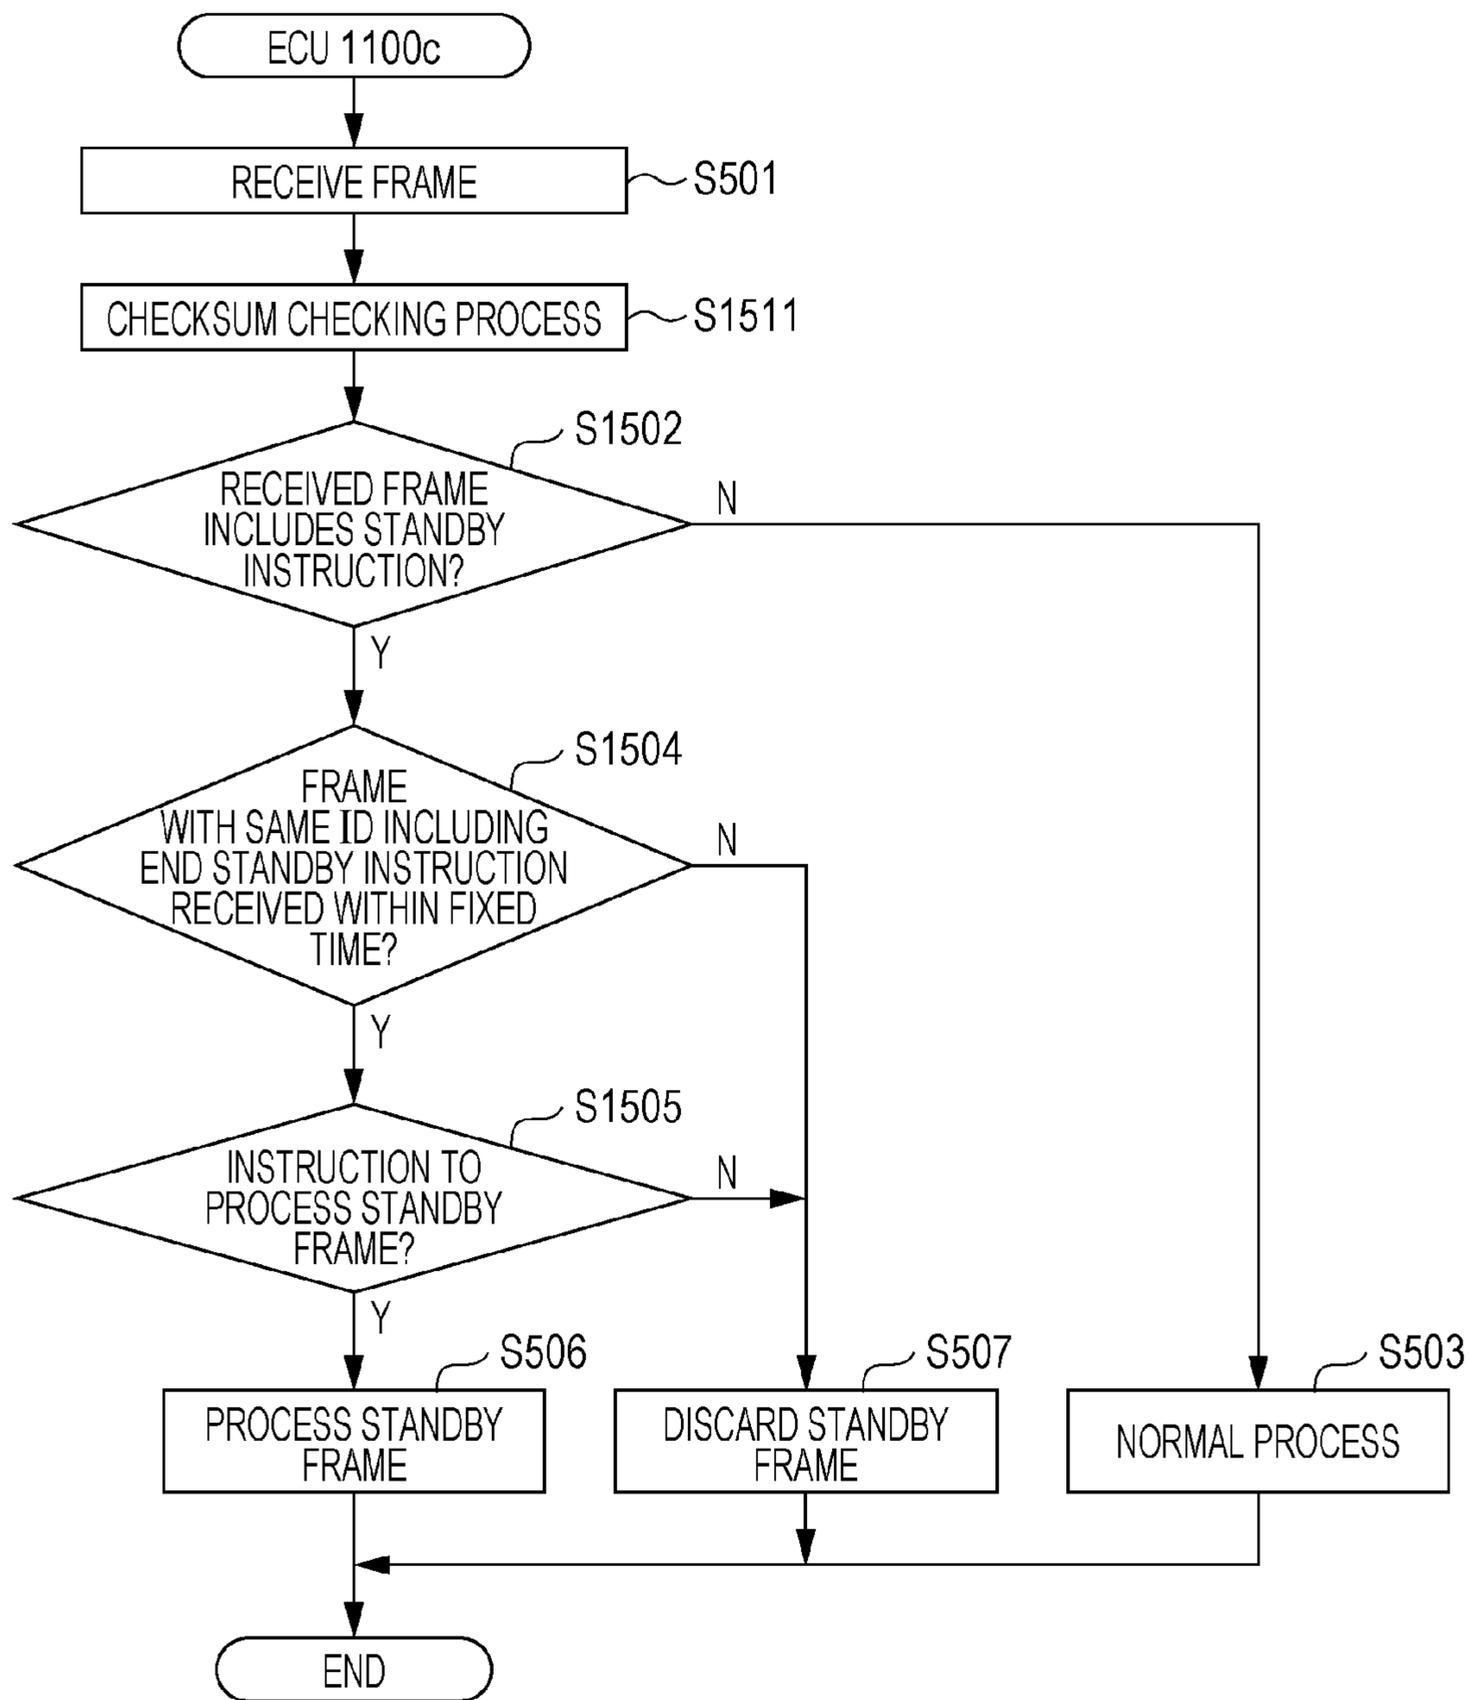 ECU 1100c
RECEIVE FRAME
S501
CHECKSUM CHECKING PROCESS
S1511
S1502
RECEIVED FRAME
INCLUDES STANDBY
INSTRUCTION?
N
Y
S1504
FRAME
WITH SAME ID INCLUDING
END STANDBY INSTRUCTION
RECEIVED WITHIN FIXED
TIME?
N
Y
S1505
INSTRUCTION TO
PROCESS STANDBY
FRAME?
N
Y
S506
PROCESS STANDBY
FRAME
S507
DISCARD STANDBY
FRAME
S503
NORMAL PROCESS
END